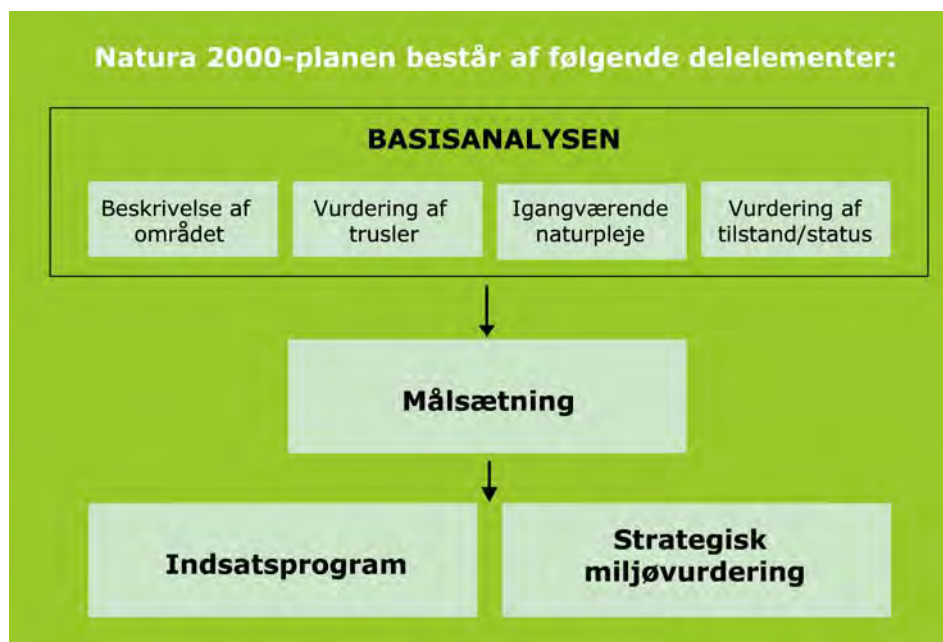 Natura 2000-planen består af følgende delelementer:
BASISANALYSEN
Beskrivelse af
området
Vurdering af
trusler
Igangværende
naturpleje
Vurdering af
tilstand/status
Målsætning
Indsatsprogram
Strategisk
miljøvurdering